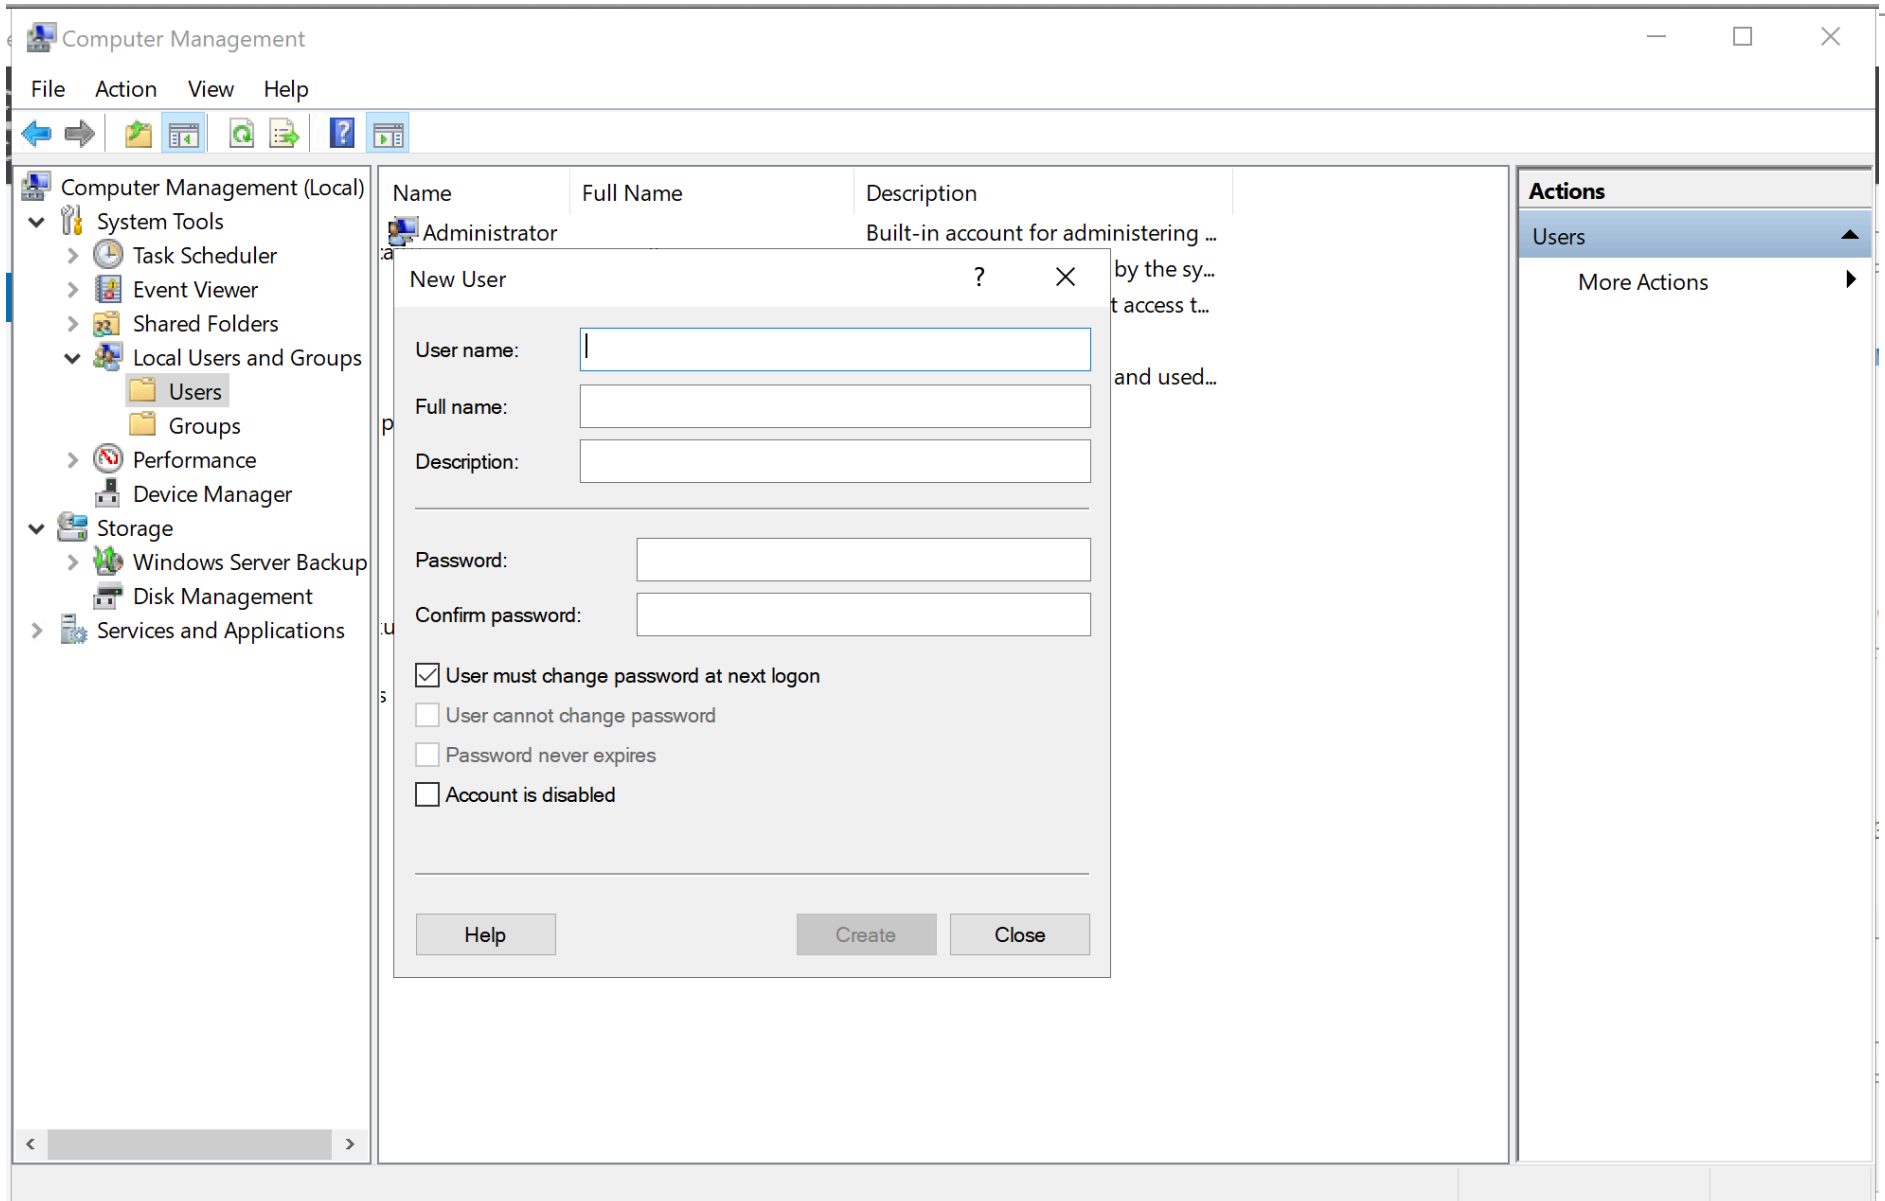 Computer Management
File Action View Help
Computer Management (Local)
System Tools
Task Scheduler
Event Viewer
Shared Folders
Local Users and Groups
Users
Groups
Performance
Device Manager
Storage
Windows Server Backup
Disk Management
Services and Applications
Name Full Name Description
Administrator Built-in account for administering ...
by the sy...
t access t...
and used...
New User
User name:
Full name:
Description:
Password:
Confirm password:
User must change password at next logon
User cannot change password
Password never expires
Account is disabled
Help Create Close
Actions
Users
More Actions